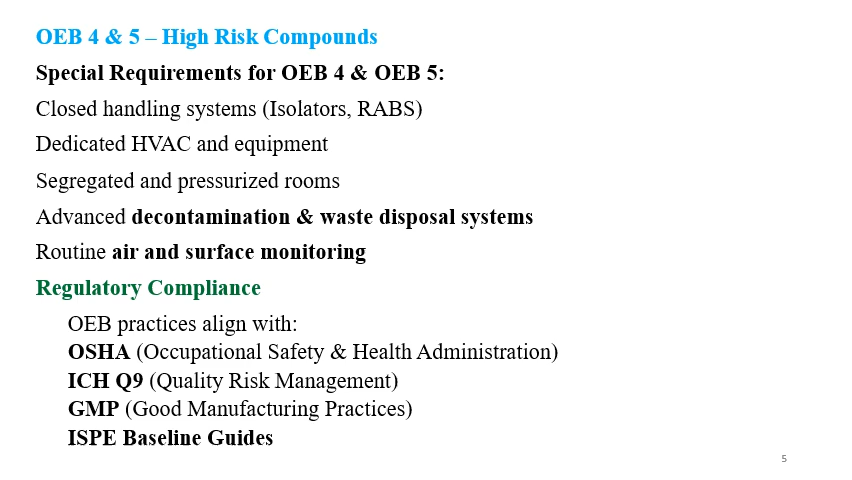 OEB 4 & 5 – High Risk Compounds
Special Requirements for OEB 4 & OEB 5:
Closed handling systems (Isolators, RABS)
Dedicated HVAC and equipment
Segregated and pressurized rooms
Advanced decontamination & waste disposal systems
Routine air and surface monitoring
Regulatory Compliance
OEB practices align with:
OSHA (Occupational Safety & Health Administration)
ICH Q9 (Quality Risk Management)
GMP (Good Manufacturing Practices)
ISPE Baseline Guides
5